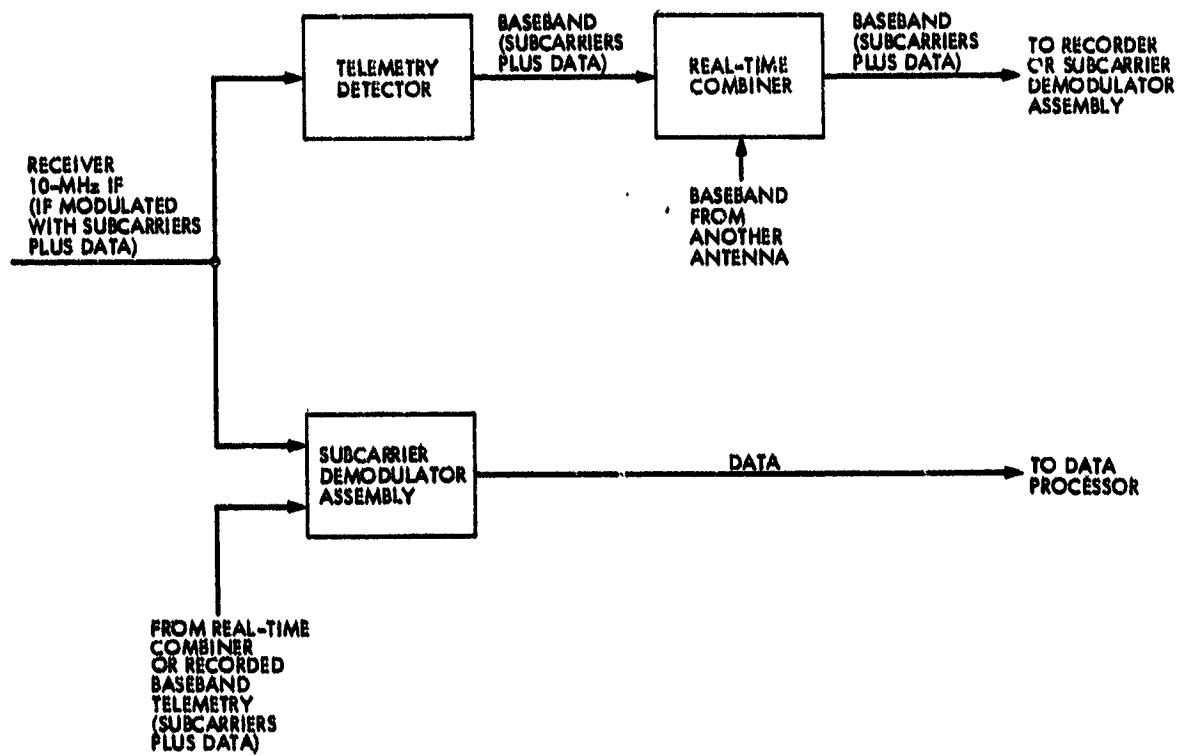 TELEMETRY
DETECTOR
BASEBAND
(SUBCARRIERS
PLUS DATA)
REAL-TIME
COMBINER
BASEBAND
(SUBCARRIERS
PLUS DATA)
TO RECORDER
OR SUBCARRIER
DEMODULATOR
ASSEMBLY
RECEIVER
10-MHz IF
(IF MODULATED
WITH SUBCARRIERS
PLUS DATA)
BASEBAND
FROM
ANOTHER
ANTENNA
SUBCARRIER
DEMODULATOR
ASSEMBLY
DATA
TO DATA
PROCESSOR
FROM REAL-TIME
COMBINER
OR RECORDED
BASEBAND
TELEMETRY
(SUBCARRIERS
PLUS DATA)